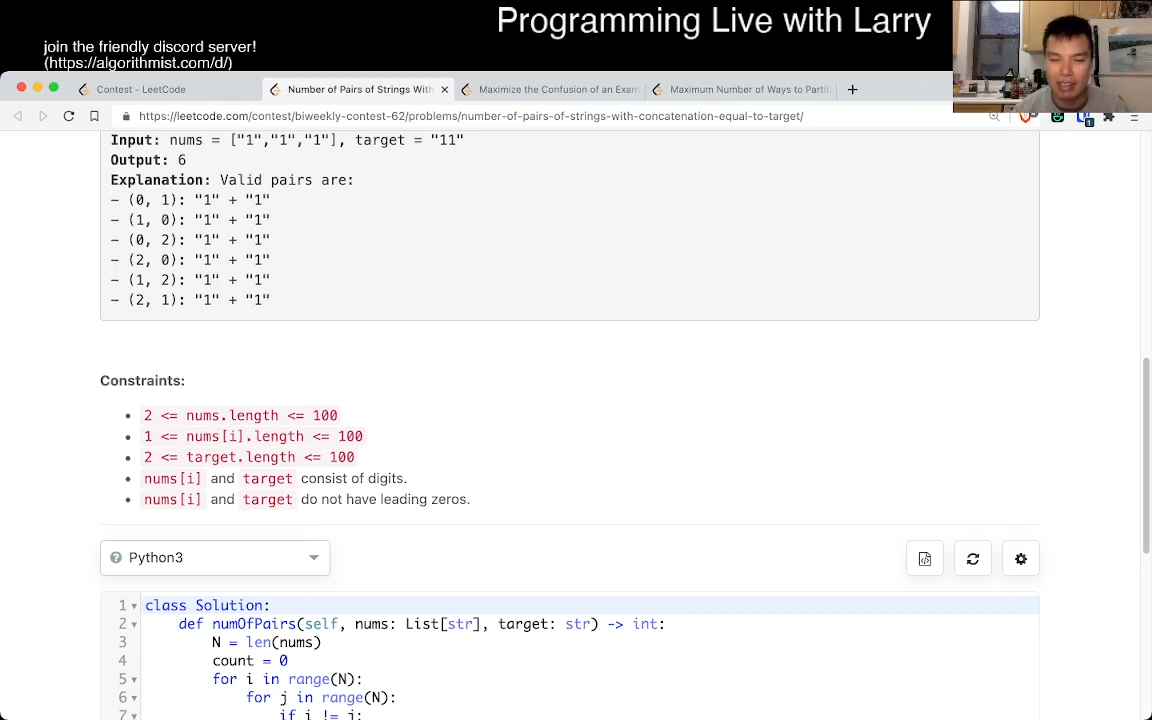 Programming Live with Larry
join the friendly discord server!
(https://algorithmist.com/d/)
Contest - LeetCode
Number of Pairs of Strings With
Maximize the Confusion of an Exam
Maximum Number of Ways to Partit
https://leetcode.com/contest/biweekly-contest-62/problems/number-of-pairs-of-strings-with-concatenation-equal-to-target/
1
Input: nums = ["1","1","1"], target = "11"
Output: 6
Explanation: Valid pairs are:
- (0, 1): "1" + "1"
- (1, 0): "1" + "1"
- (0, 2): "1" + "1"
- (2, 0): "1" + "1"
- (1, 2): "1" + "1"
- (2, 1): "1" + "1"
Constraints:
• 2 <= nums.length <= 100
• 1 <= nums[i].length <= 100
• 2 <= target.length <= 100
• nums[i] and target consist of digits.
• nums[i] and target do not have leading zeros.
Python3
1 class Solution:
2 def numOfPairs(self, nums: List[str], target: str) -> int:
3 N = len(nums)
4 count = 0
5 for i in range(N):
6 for j in range(N):
7 if i != j: